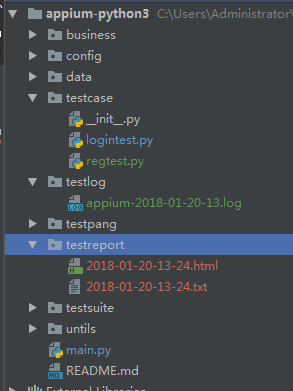 appium-python3 C:\Users\Administrator\
business
config
data
testcase
__init__.py
logintest.py
regtest.py
testlog
LOG appium-2018-01-20-13.log
testpang
testreport
H 2018-01-20-13-24.html
2018-01-20-13-24.txt
testsuite
untils
main.py
MD README.md
External Libraries